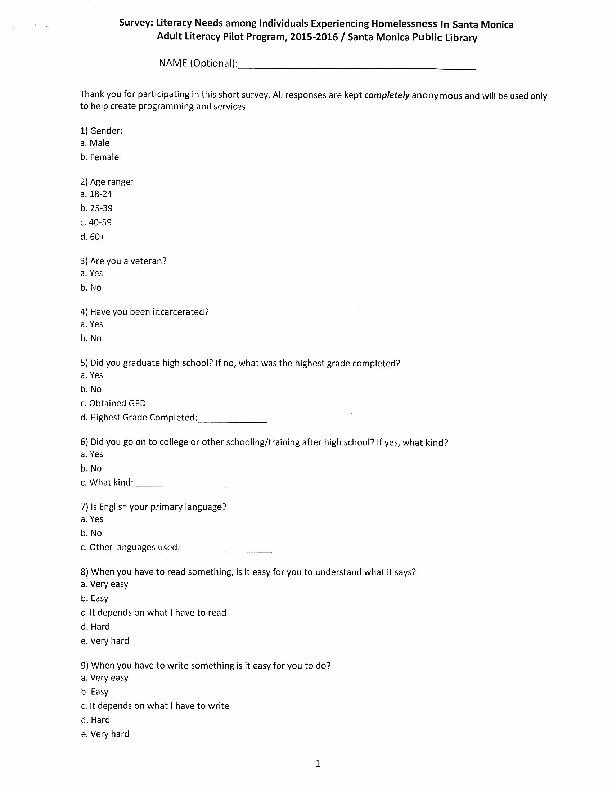 Survey: Literacy Needs among Individuals Experiencing Homelessness in Santa Monica
Adult Literacy Pilot Program, 2015-2016 / Santa Monica Public Library
NAME (Optional):
Thank you for participating in this short survey. All responses are kept completely anonymous and will be used only
to help create programming and services.
1) Gender:
a. Male
b. Female
2) Age range:
a. 18-24
b. 25-39
c. 40-59
d. 60+
3) Are you a veteran?
a. Yes
b. No
4) Have you been incarcerated?
a. Yes
b. No
5) Did you graduate high school? If no, what was the highest grade completed?
a. Yes
b. No
c. Obtained GED
d. Highest Grade Completed:
6) Did you go on to college or other schooling/training after high school? If yes, what kind?
a. Yes
b. No
c. What kind:
7) Is English your primary language?
a. Yes
b. No
c. Other languages used:
8) When you have to read something, is it easy for you to understand what it says?
a. Very easy
b. Easy
c. It depends on what I have to read
d. Hard
e. Very hard
9) When you have to write something is it easy for you to do?
a. Very easy
b. Easy
c. It depends on what I have to write
d. Hard
e. Very hard
1